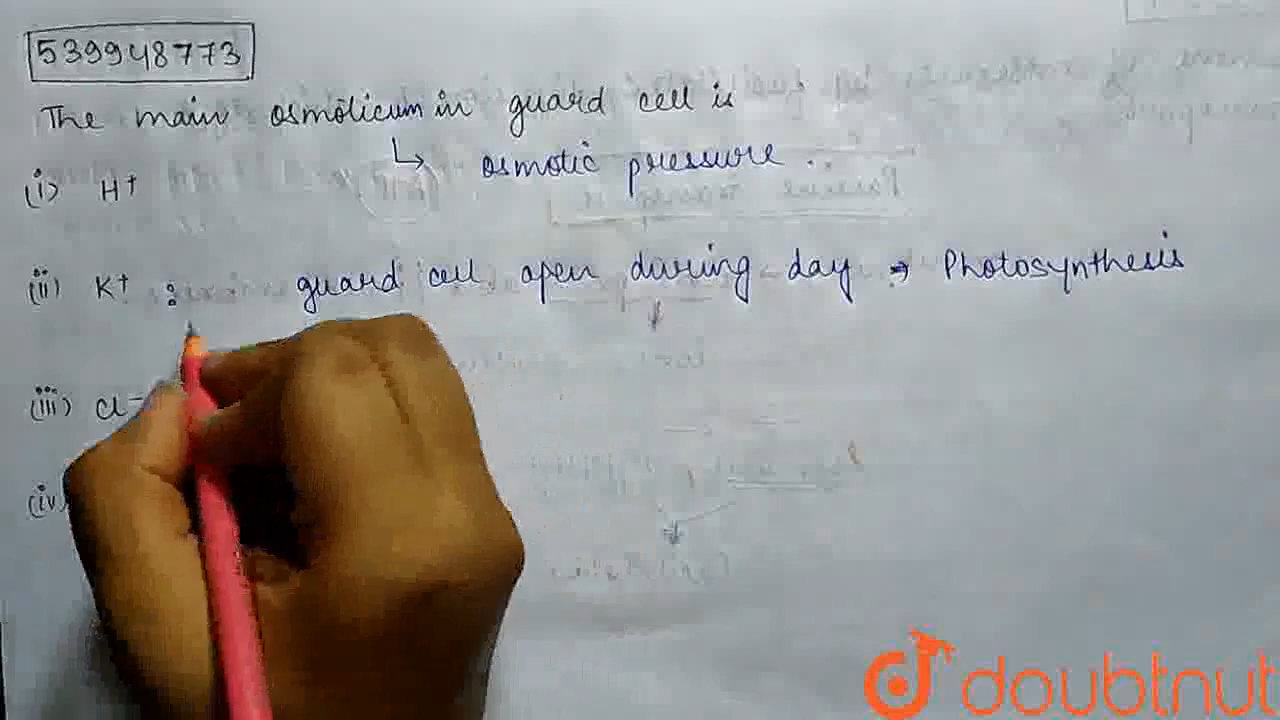 539948773
The main osmolicum in guard cell is
↳ osmotic pressure.
(i) H+
(ii) K+ : guard cell open during day → Photosynthesis
(iii) Cl-
(iv)
doubtnut